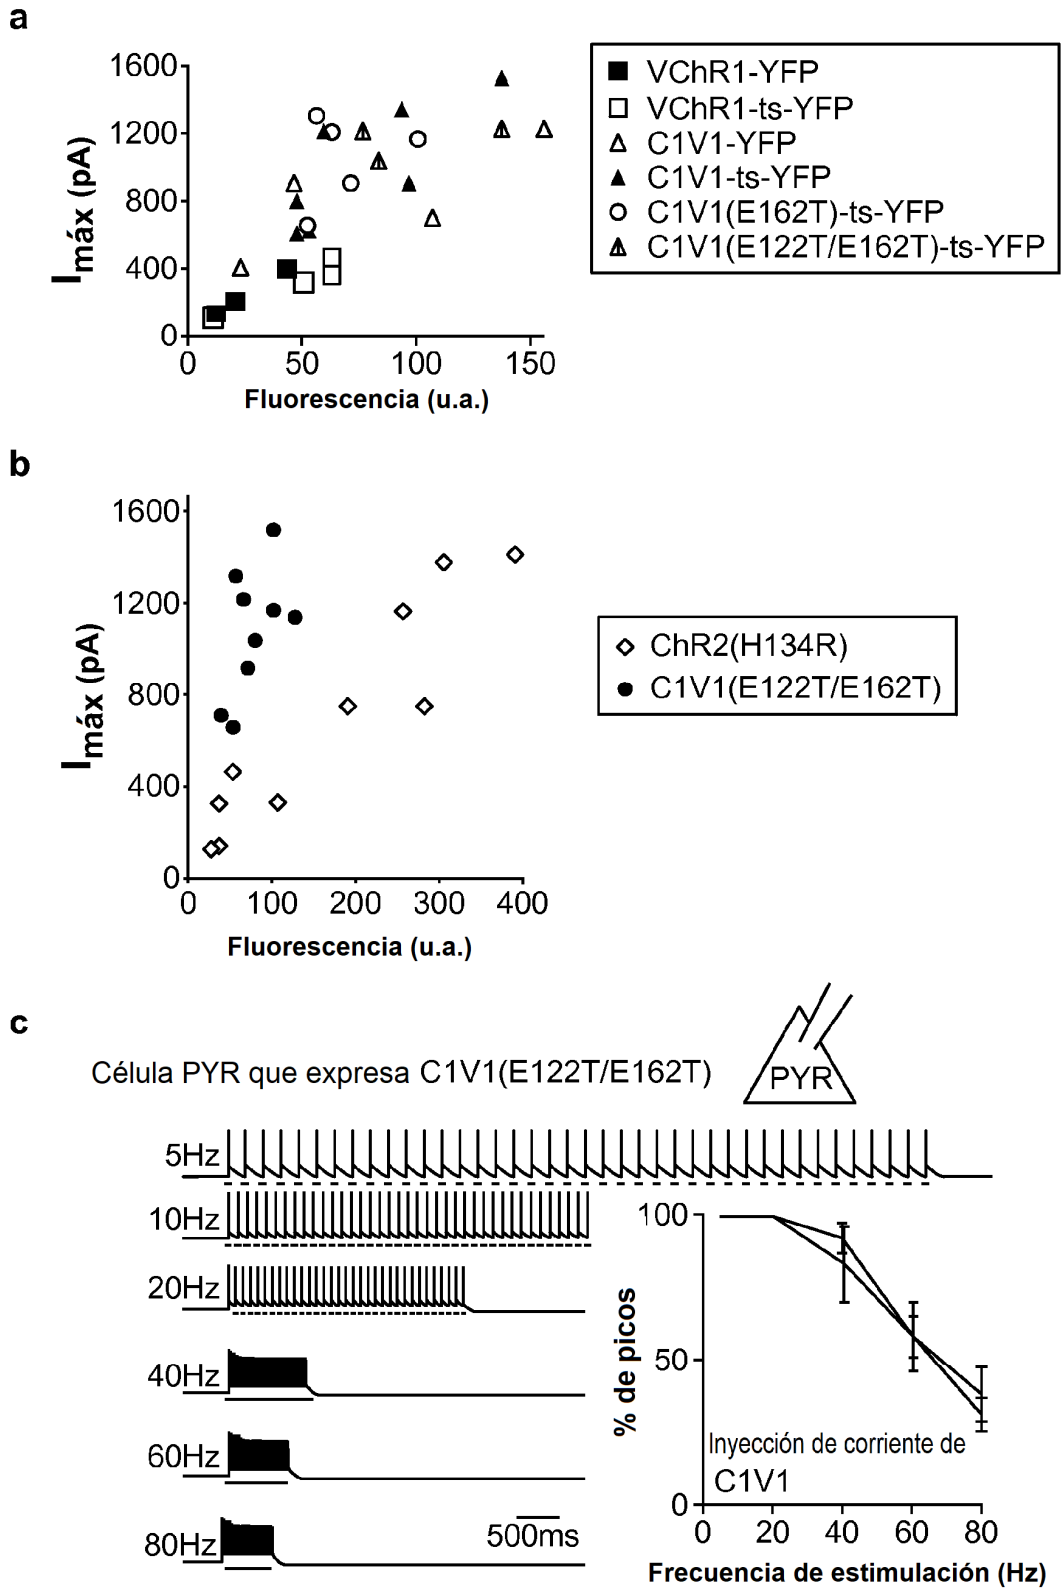 a
1600
1200
800
400
0
0
50
100
150
Imáx (pA)
Fluorescencia (u.a.)
VChR1-YFP
VChR1-ts-YFP
C1V1-YFP
C1V1-ts-YFP
C1V1(E162T)-ts-YFP
C1V1(E122T/E162T)-ts-YFP
b
1600
1200
800
400
0
0
100
200
300
400
Imáx (pA)
Fluorescencia (u.a.)
ChR2(H134R)
C1V1(E122T/E162T)
c
Célula PYR que expresa C1V1(E122T/E162T)
PYR
5Hz
10Hz
20Hz
40Hz
60Hz
80Hz
500ms
100
50
0
0
20
40
60
80
% de picos
Inyección de corriente de
C1V1
Frecuencia de estimulación (Hz)